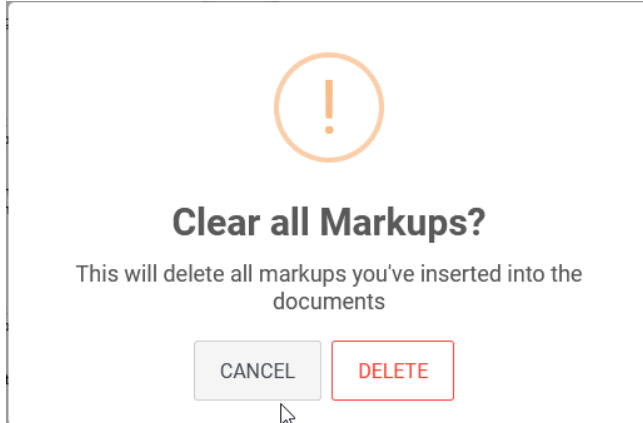 Clear all Markups?
This will delete all markups you've inserted into the
documents
CANCEL DELETE